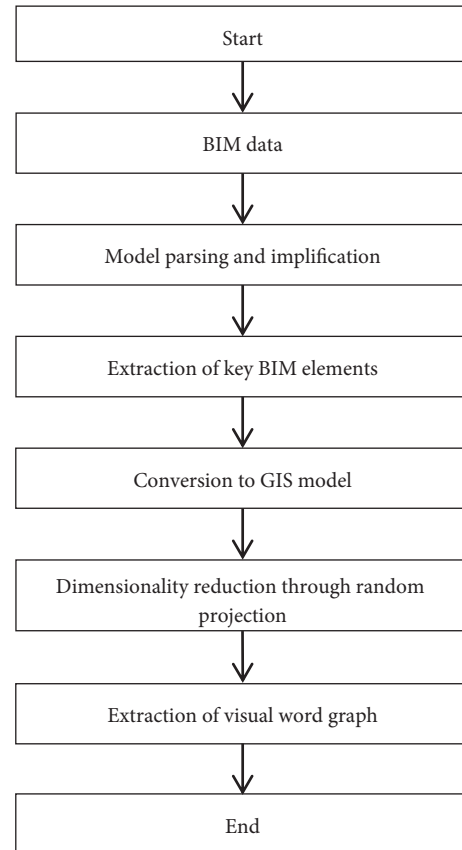 Start
BIM data
Model parsing and implification
Extraction of key BIM elements
Conversion to GIS model
Dimensionality reduction through random
projection
Extraction of visual word graph
End